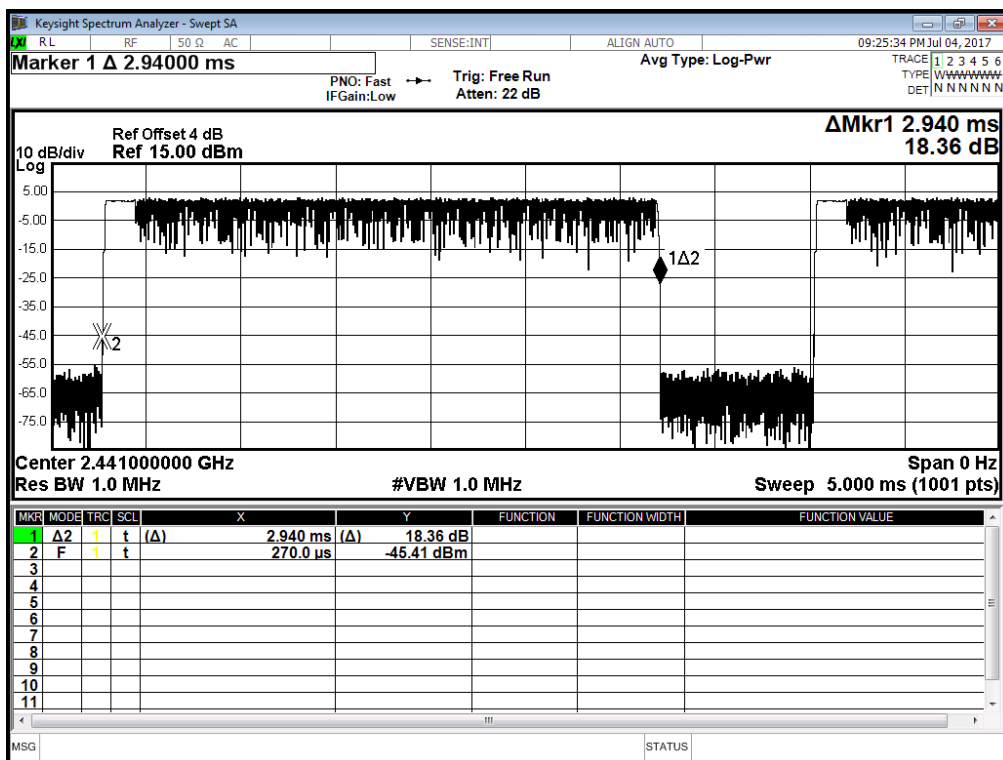 Keysight Spectrum Analyzer - Swept SA
LXI RL RF 50 Ω AC SENSE:INT ALIGN AUTO 09:25:34 PM Jul 04, 2017
Marker 1 Δ 2.94000 ms
PNO: Fast
IFGain:Low
Trig: Free Run
Atten: 22 dB
Avg Type: Log-Pwr
TRACE 1 2 3 4 5 6
TYPE WWWWWW
DET N N N N N N
ΔMkr1 2.940 ms
18.36 dB
Ref Offset 4 dB
10 dB/div Ref 15.00 dBm
Log
5.00
-5.00
-15.0
1Δ2
-25.0
-35.0
-45.0
2
-55.0
-65.0
-75.0
Center 2.441000000 GHz Span 0 Hz
Res BW 1.0 MHz #VBW 1.0 MHz Sweep 5.000 ms (1001 pts)
MKR MODE TRC SCL X Y FUNCTION FUNCTION WIDTH FUNCTION VALUE
1 Δ2 1 t (Δ) 2.940 ms (Δ) 18.36 dB
2 F 1 t 270.0 µs -45.41 dBm
3
4
5
6
7
8
9
10
11
MSG STATUS